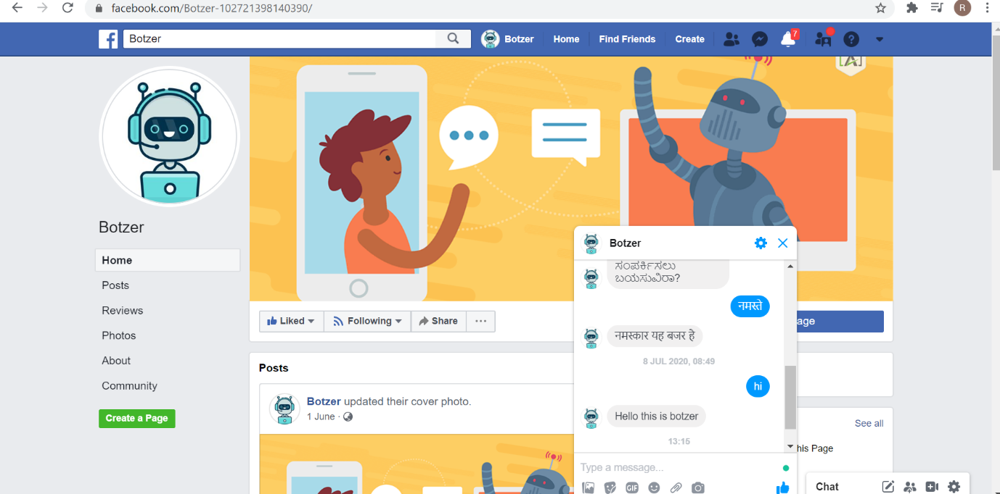 facebook.com/Botzer-102721398140390/
R
Botzer
Botzer
Home
Find Friends
Create
7
Botzer
Home
Posts
Reviews
Photos
About
Community
Create a Page
Liked
Following
Share
age
Posts
Botzer updated their cover photo.
1 June
Botzer
ಸಂಪರ್ಕಿಸಲು
ಬಯಸುವಿರಾ?
नमस्ते
नमस्कार यह बजर हे
8 JUL 2020, 08:49
hi
Hello this is botzer
13:15
Type a message...
GIF
See all
his Page
Chat